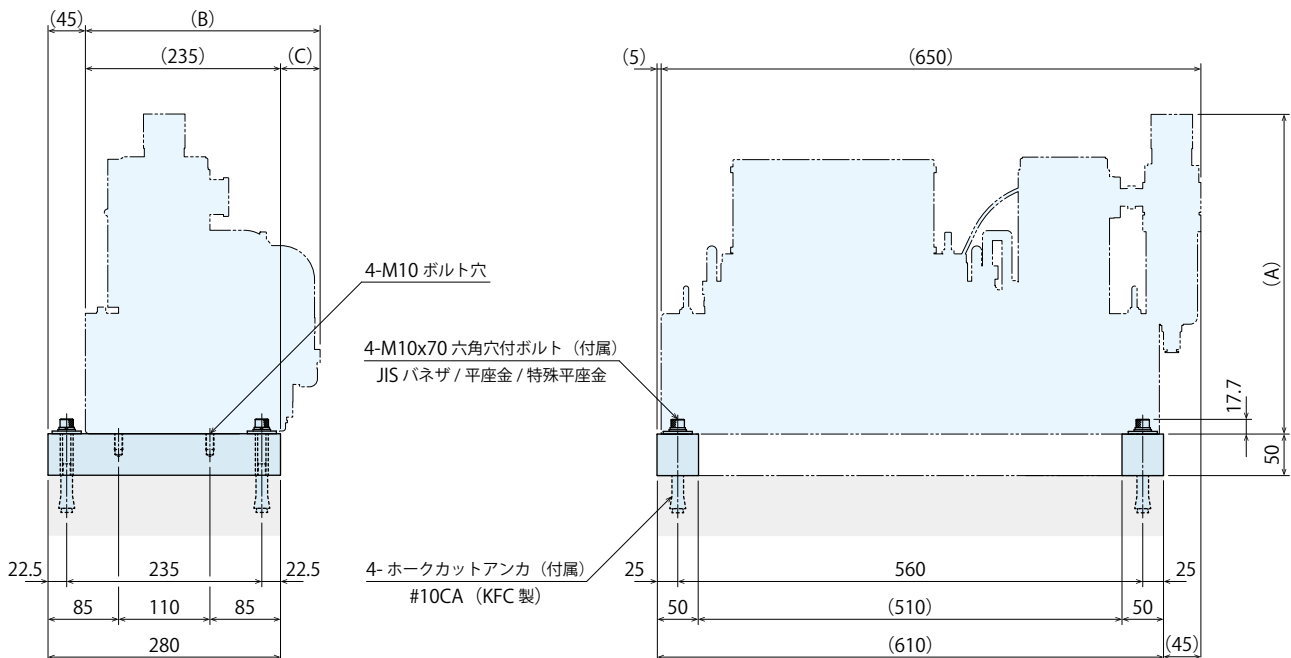 (45)
(B)
(235)
(C)
(5)
(650)
(A)
4-M10 ボルト穴
4-M10x70 六角穴付ボルト（付属）
JIS バネザ / 平座金 / 特殊平座金
17.7
50
22.5
235
22.5
4- ホークカットアンカ（付属）
#10CA （KFC 製）
25
560
25
85
110
85
50
(510)
50
280
(610)
(45)